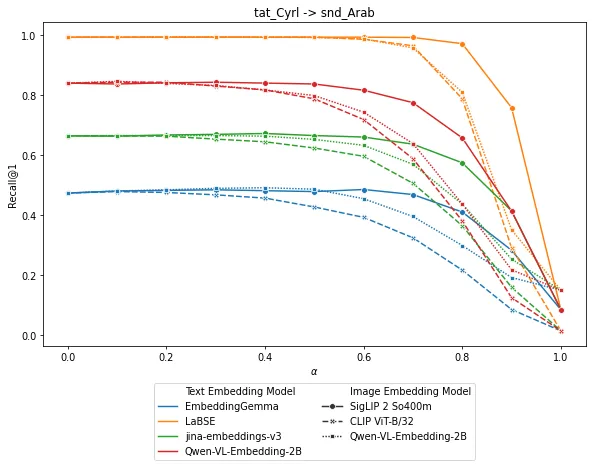 tat_Cyrl -> snd_Arab
1.0
0.8
0.6
0.4
0.2
0.0
Recall@1
0.0 0.2 0.4 0.6 0.8 1.0
α
Text Embedding Model
EmbeddingGemma
LaBSE
jina-embeddings-v3
Qwen-VL-Embedding-2B
Image Embedding Model
SigLIP 2 So400m
CLIP ViT-B/32
Qwen-VL-Embedding-2B